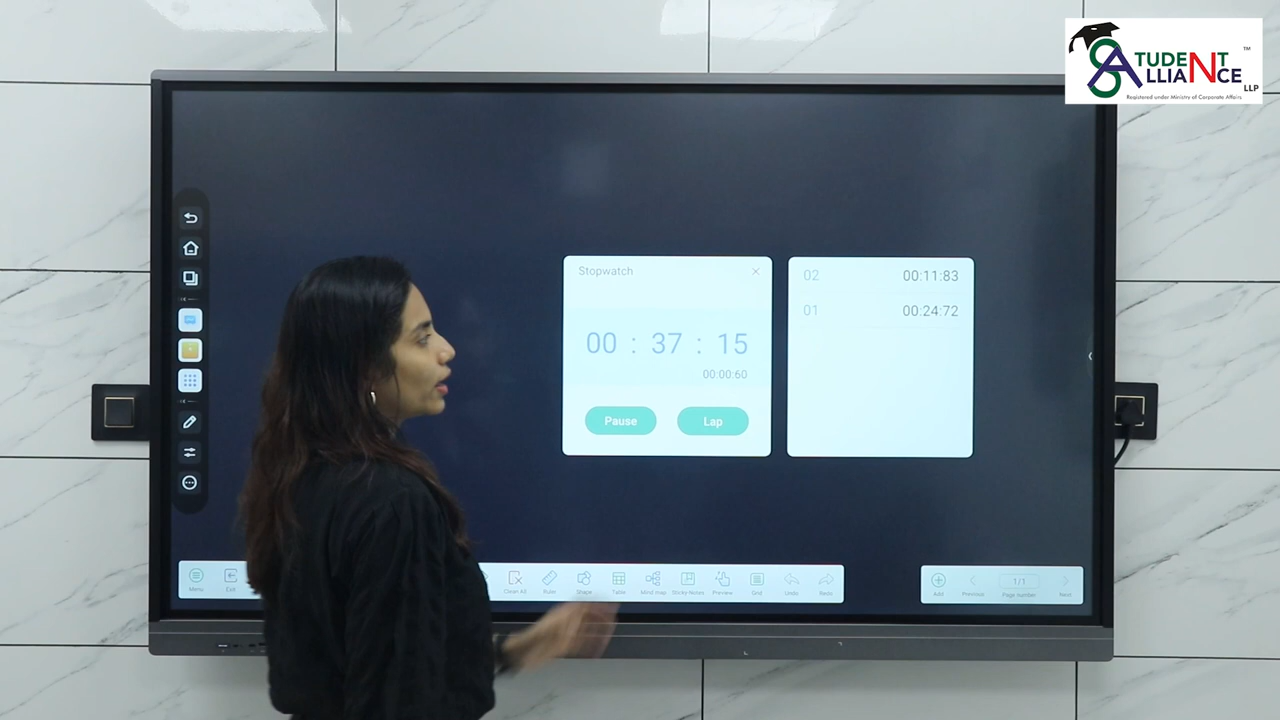 STUDENT
ALLIANCE
LLP
TM
Registered under Ministry of Corporate Affairs
Stopwatch
00 : 37 : 15
00:00:60
Pause
Lap
02 00:11:83
01 00:24:72
Menu
Exit
Clean All
Ruler
Shape
Table
Mind map
Sticky Notes
Preview
Grid
Undo
Redo
Add
Previous
1/1
Page number
Next